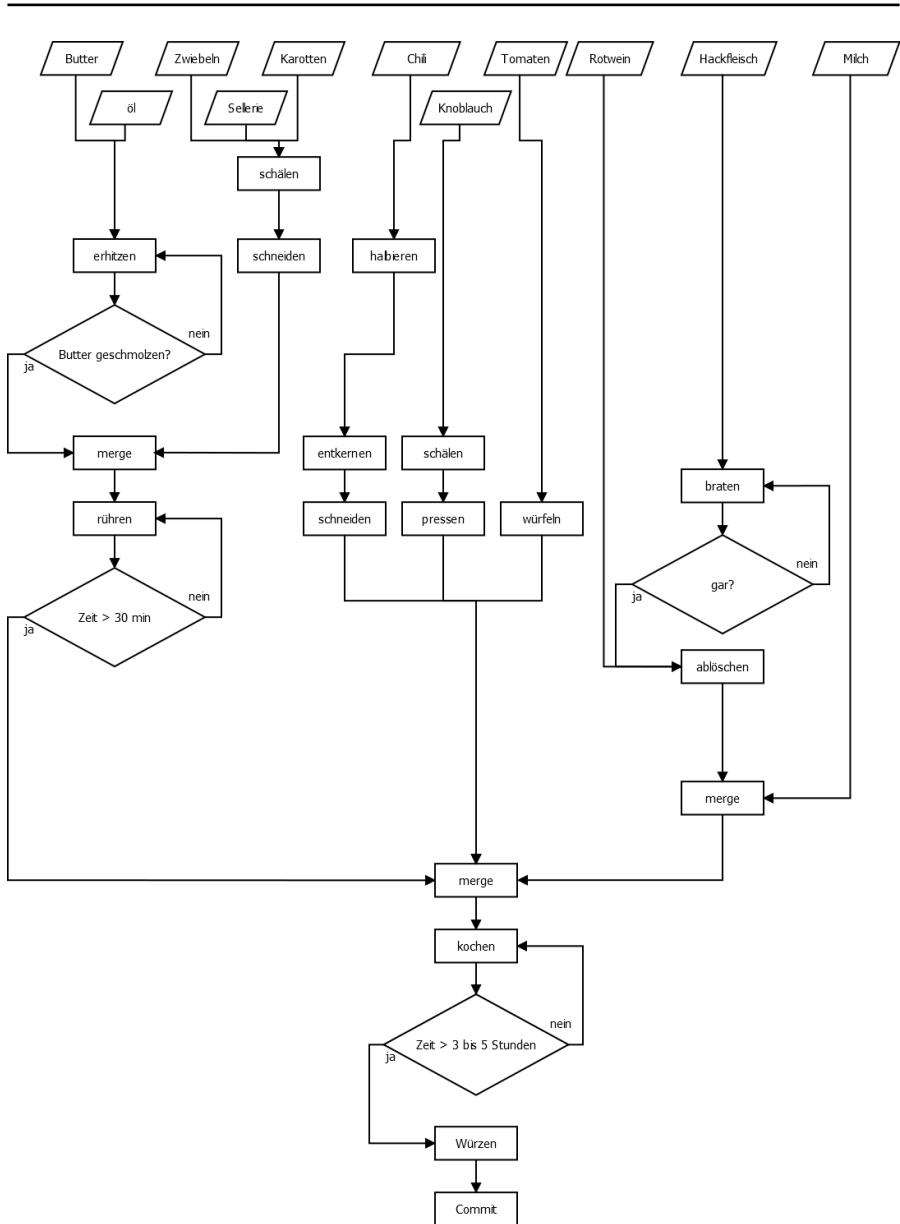 Butter
Zwiebeln
Karotten
Chili
Tomaten
Rotwein
Hackfleisch
Milch
öl
Sellerie
Knoblauch
schälen
erhitzen
schneiden
halbieren
nein
Butter geschmolzen?
ja
merge
entkernen
schälen
braten
rühren
schneiden
pressen
würfeln
nein
gar?
ja
nein
Zeit > 30 min
ja
ablöschen
merge
merge
kochen
nein
Zeit > 3 bis 5 Stunden
ja
Würzen
Commit